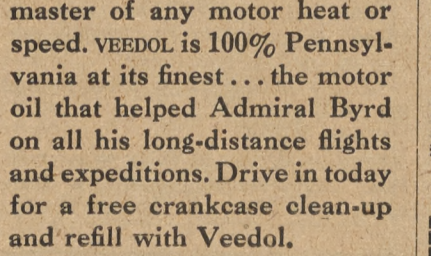 master of any motor heat or
speed. VEEDOL is 100% Pennsyl-
vania at its finest . . . the motor
oil that helped Admiral Byrd
on all his long-distance flights
and expeditions. Drive in today
for a free crankcase clean-up
and refill with Veedol.